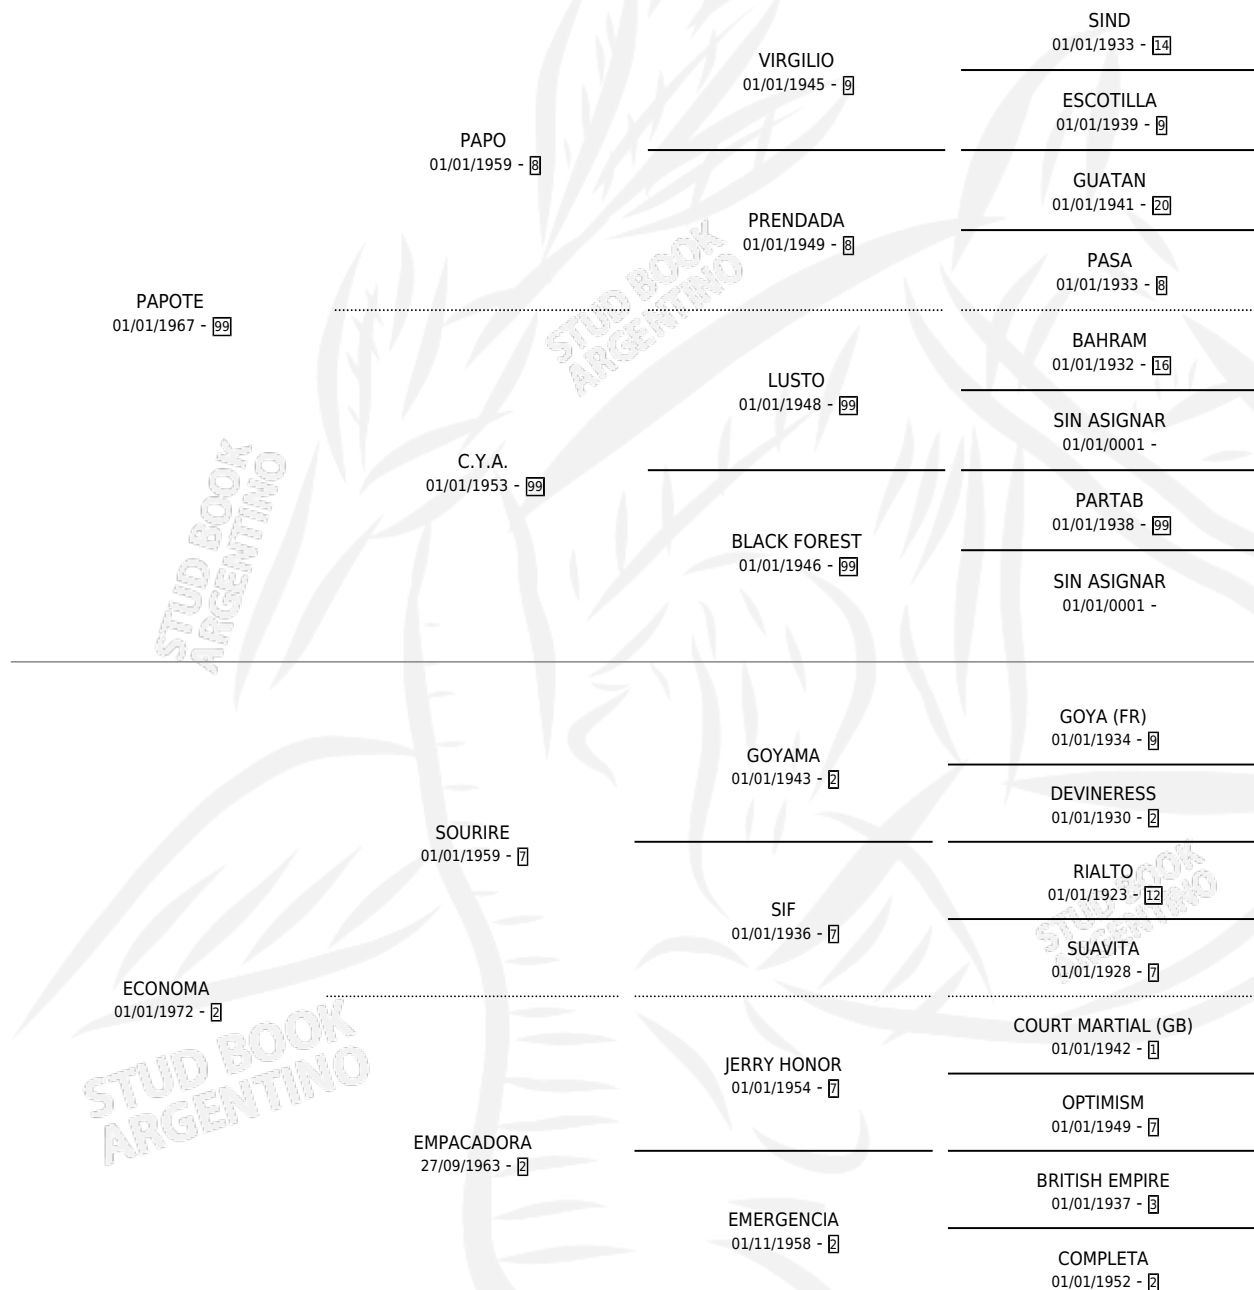 SIND
01/01/1933 - 14
VIRGILIO
01/01/1945 - 9
ESCOTILLA
01/01/1939 - 9
PAPO
01/01/1959 - 8
GUATAN
01/01/1941 - 20
PRENDADA
01/01/1949 - 8
PASA
01/01/1933 - 8
STUD BOOK
ARGENTINO
PAPOTE
01/01/1967 - 99
BAHRAM
01/01/1932 - 16
LUSTO
01/01/1948 - 99
SIN ASIGNAR
01/01/0001 -
C.Y.A.
01/01/1953 - 99
PARTAB
01/01/1938 - 99
BLACK FOREST
01/01/1946 - 99
SIN ASIGNAR
01/01/0001 -
STUD BOOK
ARGENTINO
GOYA (FR)
01/01/1934 - 9
GOYAMA
01/01/1943 - 2
DEVINERESS
01/01/1930 - 2
SOURIRE
01/01/1959 - 7
RIALTO
01/01/1923 - 12
SIF
01/01/1936 - 7
SUAVITA
01/01/1928 - 7
STUD BOOK
ARGENTINO
ECONOMA
01/01/1972 - 2
COURT MARTIAL (GB)
01/01/1942 - 1
JERRY HONOR
01/01/1954 - 7
OPTIMISM
01/01/1949 - 7
EMPACADORA
27/09/1963 - 2
BRITISH EMPIRE
01/01/1937 - 3
EMERGENCIA
01/11/1958 - 2
COMPLETA
01/01/1952 - 2
STUD BOOK
ARGENTINO